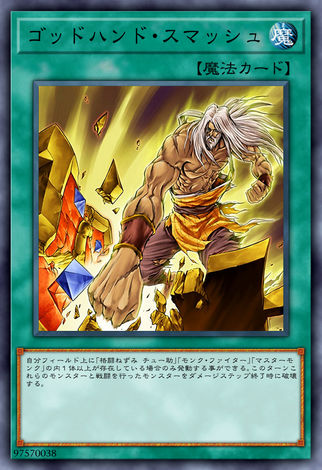 ゴッドハンド・スマッシュ
魔
【魔法カード】
自分フィールド上に「格闘ねずみ チュー助」「モンク・ファイター」「マスターモ
ンク」の内1体以上が存在している場合のみ発動する事ができる。このターンこ
れらのモンスターと戦闘を行ったモンスターをダメージステップ終了時に破壊
する。
97570038